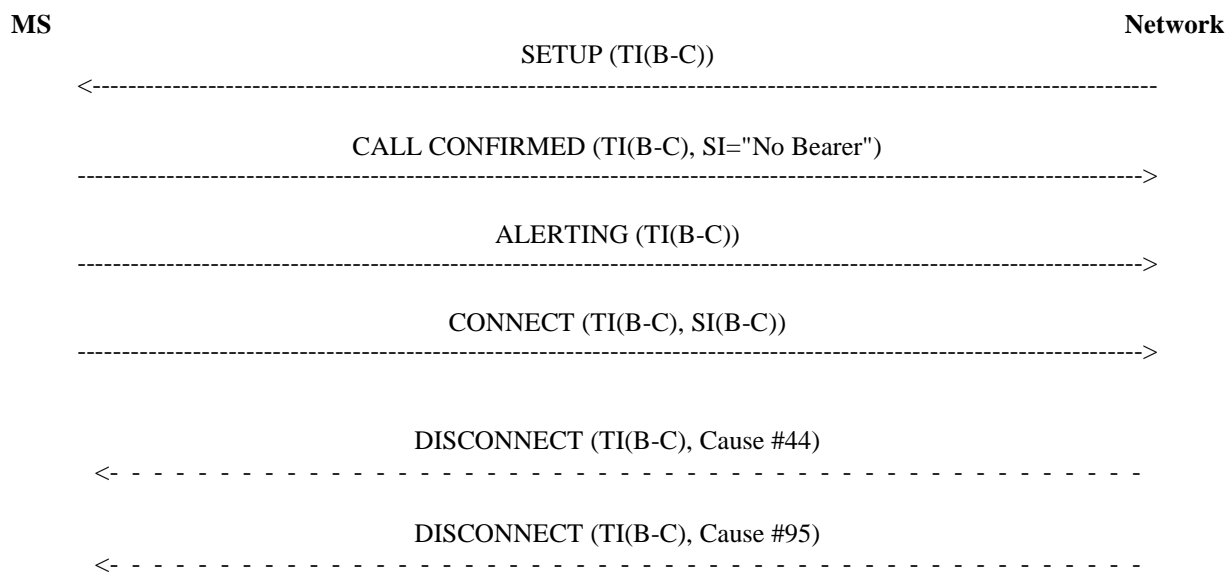 MS Network
SETUP (TI(B-C))
<----------------------------------------------------------------------------------------------------------------------
CALL CONFIRMED (TI(B-C), SI="No Bearer")
---------------------------------------------------------------------------------------------------------------------->
ALERTING (TI(B-C))
---------------------------------------------------------------------------------------------------------------------->
CONNECT (TI(B-C), SI(B-C))
---------------------------------------------------------------------------------------------------------------------->
DISCONNECT (TI(B-C), Cause #44)
<- - - - - - - - - - - - - - - - - - - - - - - - - - - - - - - - - - - - - -
DISCONNECT (TI(B-C), Cause #95)
<- - - - - - - - - - - - - - - - - - - - - - - - - - - - - - - - - - - - - -